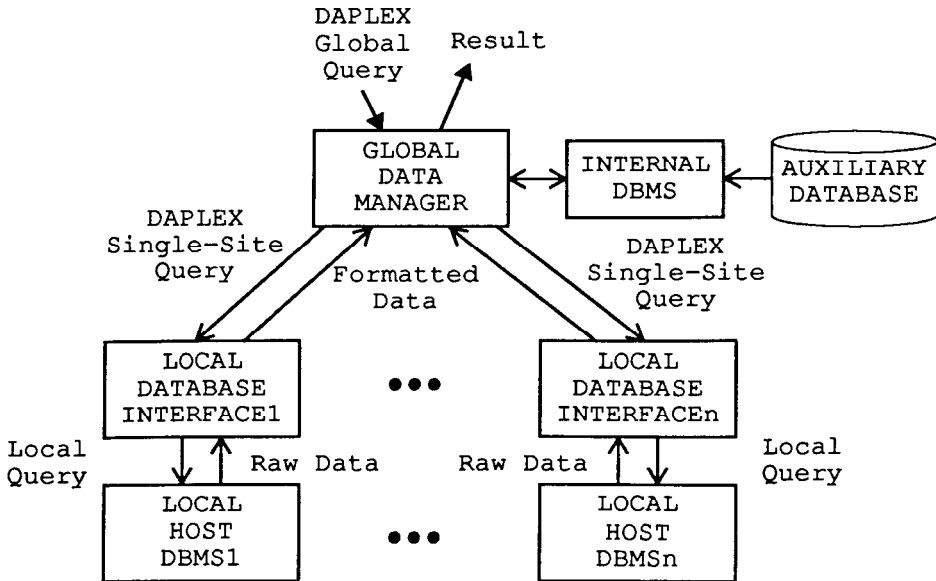 DAPLEX
Global
Query
Result
GLOBAL
DATA
MANAGER
INTERNAL
DBMS
AUXILIARY
DATABASE
DAPLEX
Single-Site
Query
Formatted
Data
DAPLEX
Single-Site
Query
LOCAL
DATABASE
INTERFACE1
LOCAL
DATABASE
INTERFACEn
Local
Query
Raw Data
Raw Data
Local
Query
LOCAL
HOST
DBMS1
LOCAL
HOST
DBMSn